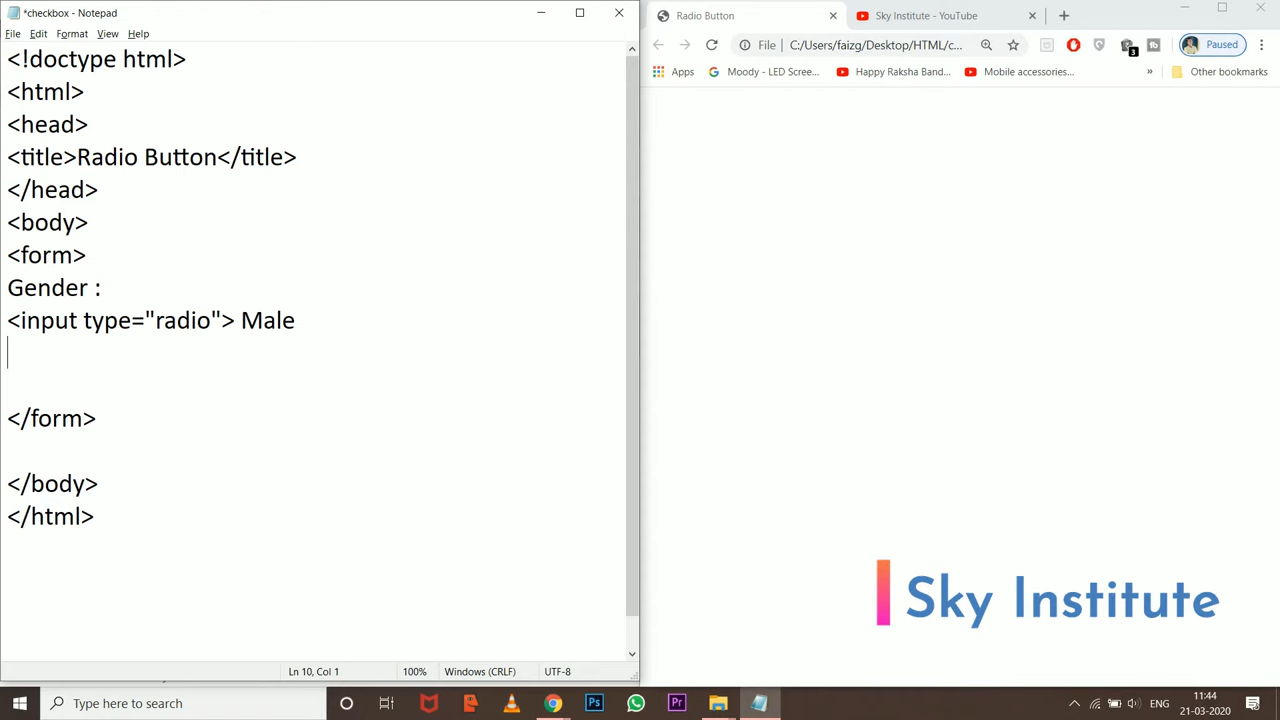 *checkbox - Notepad
File Edit Format View Help
<!doctype html>
<html>
<head>
<title>Radio Button</title>
</head>
<body>
<form>
Gender :
<input type="radio"> Male
</form>
</body>
</html>
Ln 10, Col 1 100% Windows (CRLF) UTF-8
Radio Button
Sky Institute - YouTube
File C:/Users/faizg/Desktop/HTML/c...
3
Paused
Apps Moody - LED Scree... Happy Raksha Band... Mobile accessories... » Other bookmarks
Sky Institute
Type here to search
Ps
Pr
ENG
11:44
21-03-2020